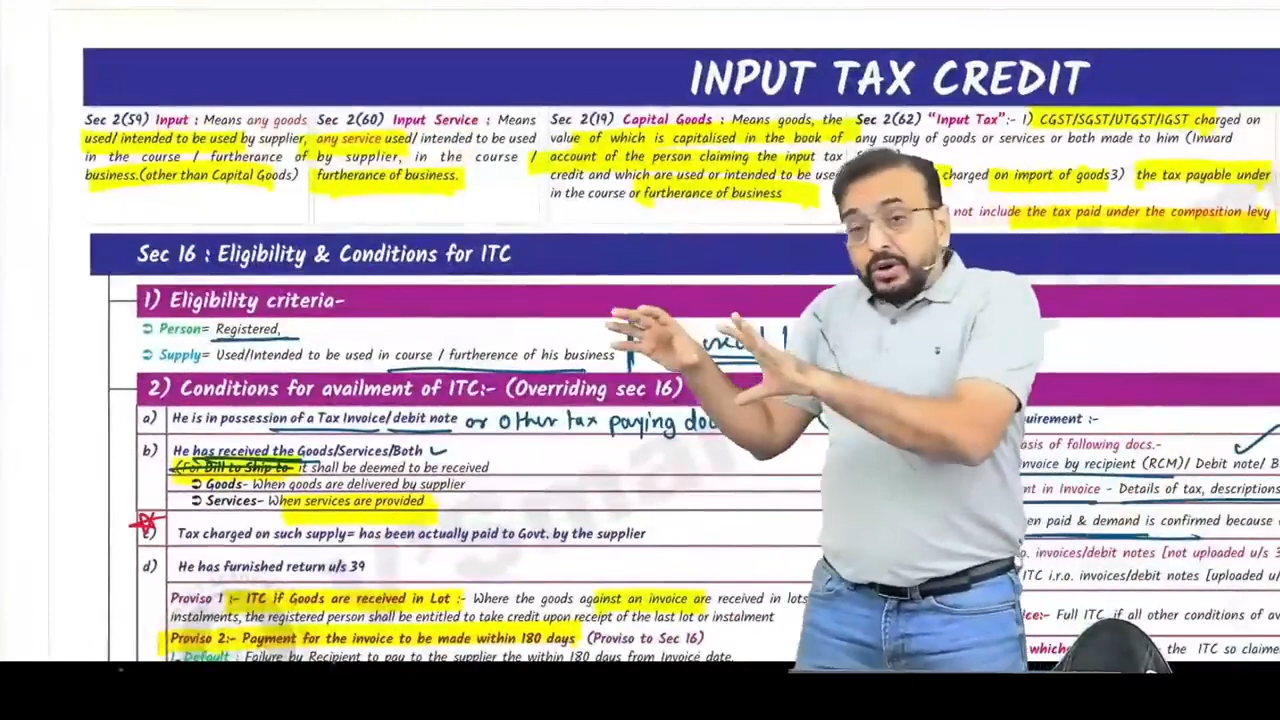 INPUT TAX CREDIT
Sec 2(59) Input : Means any goods
used/ intended to be used by supplier,
in the course / furtherance of
business.(other than Capital Goods)
Sec 2(60) Input Service : Means
any service used/ intended to be used
by supplier, in the course /
furtherance of business.
Sec 2(19) Capital Goods : Means goods, the
value of which is capitalised in the book of
account of the person claiming the input tax
credit and which are used or intended to be used
in the course or furtherance of business
Sec 2(62) "Input Tax":- 1) CGST/SGST/UTGST/IGST charged on
any supply of goods or services or both made to him (Inward
charged on import of goods3) the tax payable under
not include the tax paid under the composition levy
Sec 16 : Eligibility & Conditions for ITC
1) Eligibility criteria-
Person= Registered,
Supply= Used/Intended to be used in course / furtherence of his business
2) Conditions for availment of ITC:- (Overriding sec 16)
a) He is in possession of a Tax Invoice/debit note or other tax paying doc
b) He has received the Goods/Services/Both
(For Bill to Ship to- it shall be deemed to be received
Goods- When goods are delivered by supplier
Services- When services are provided
c) Tax charged on such supply= has been actually paid to Govt. by the supplier
d) He has furnished return u/s 39
Proviso 1 :- ITC if Goods are received in Lot :- Where the goods against an invoice are received in lots
instalments, the registered person shall be entitled to take credit upon receipt of the last lot or instalment
Proviso 2:- Payment for the invoice to be made within 180 days (Proviso to Sec 16)
1. Default : Failure by Recipient to pay to the supplier the within 180 days from Invoice date.
uirement :-
asis of following docs.-
nvoice by recipient (RCM)/ Debit note/ B
nt in Invoice - Details of tax, descriptions
en paid & demand is confirmed because
o. invoices/debit notes [not uploaded u/s 3
ITC i.r.o. invoices/debit notes [uploaded u/
ce:- Full ITC if all other conditions of av
which
the ITC so claime